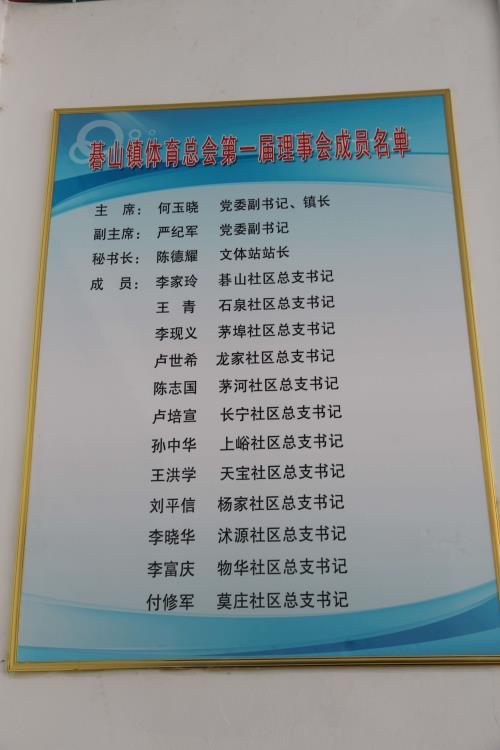 碁山镇体育总会第一届理事会成员名单
主　席： 何玉晓 党委副书记、镇长
副主席： 严纪军 党委副书记
秘书长： 陈德耀 文体站站长
成　员： 李家玲 碁山社区总支书记
王　青 石泉社区总支书记
李现义 茅埠社区总支书记
卢世希 龙家社区总支书记
陈志国 茅河社区总支书记
卢培宣 长宁社区总支书记
孙中华 上峪社区总支书记
王洪学 天宝社区总支书记
刘平信 杨家社区总支书记
李晓华 沭源社区总支书记
李富庆 物华社区总支书记
付修军 莫庄社区总支书记